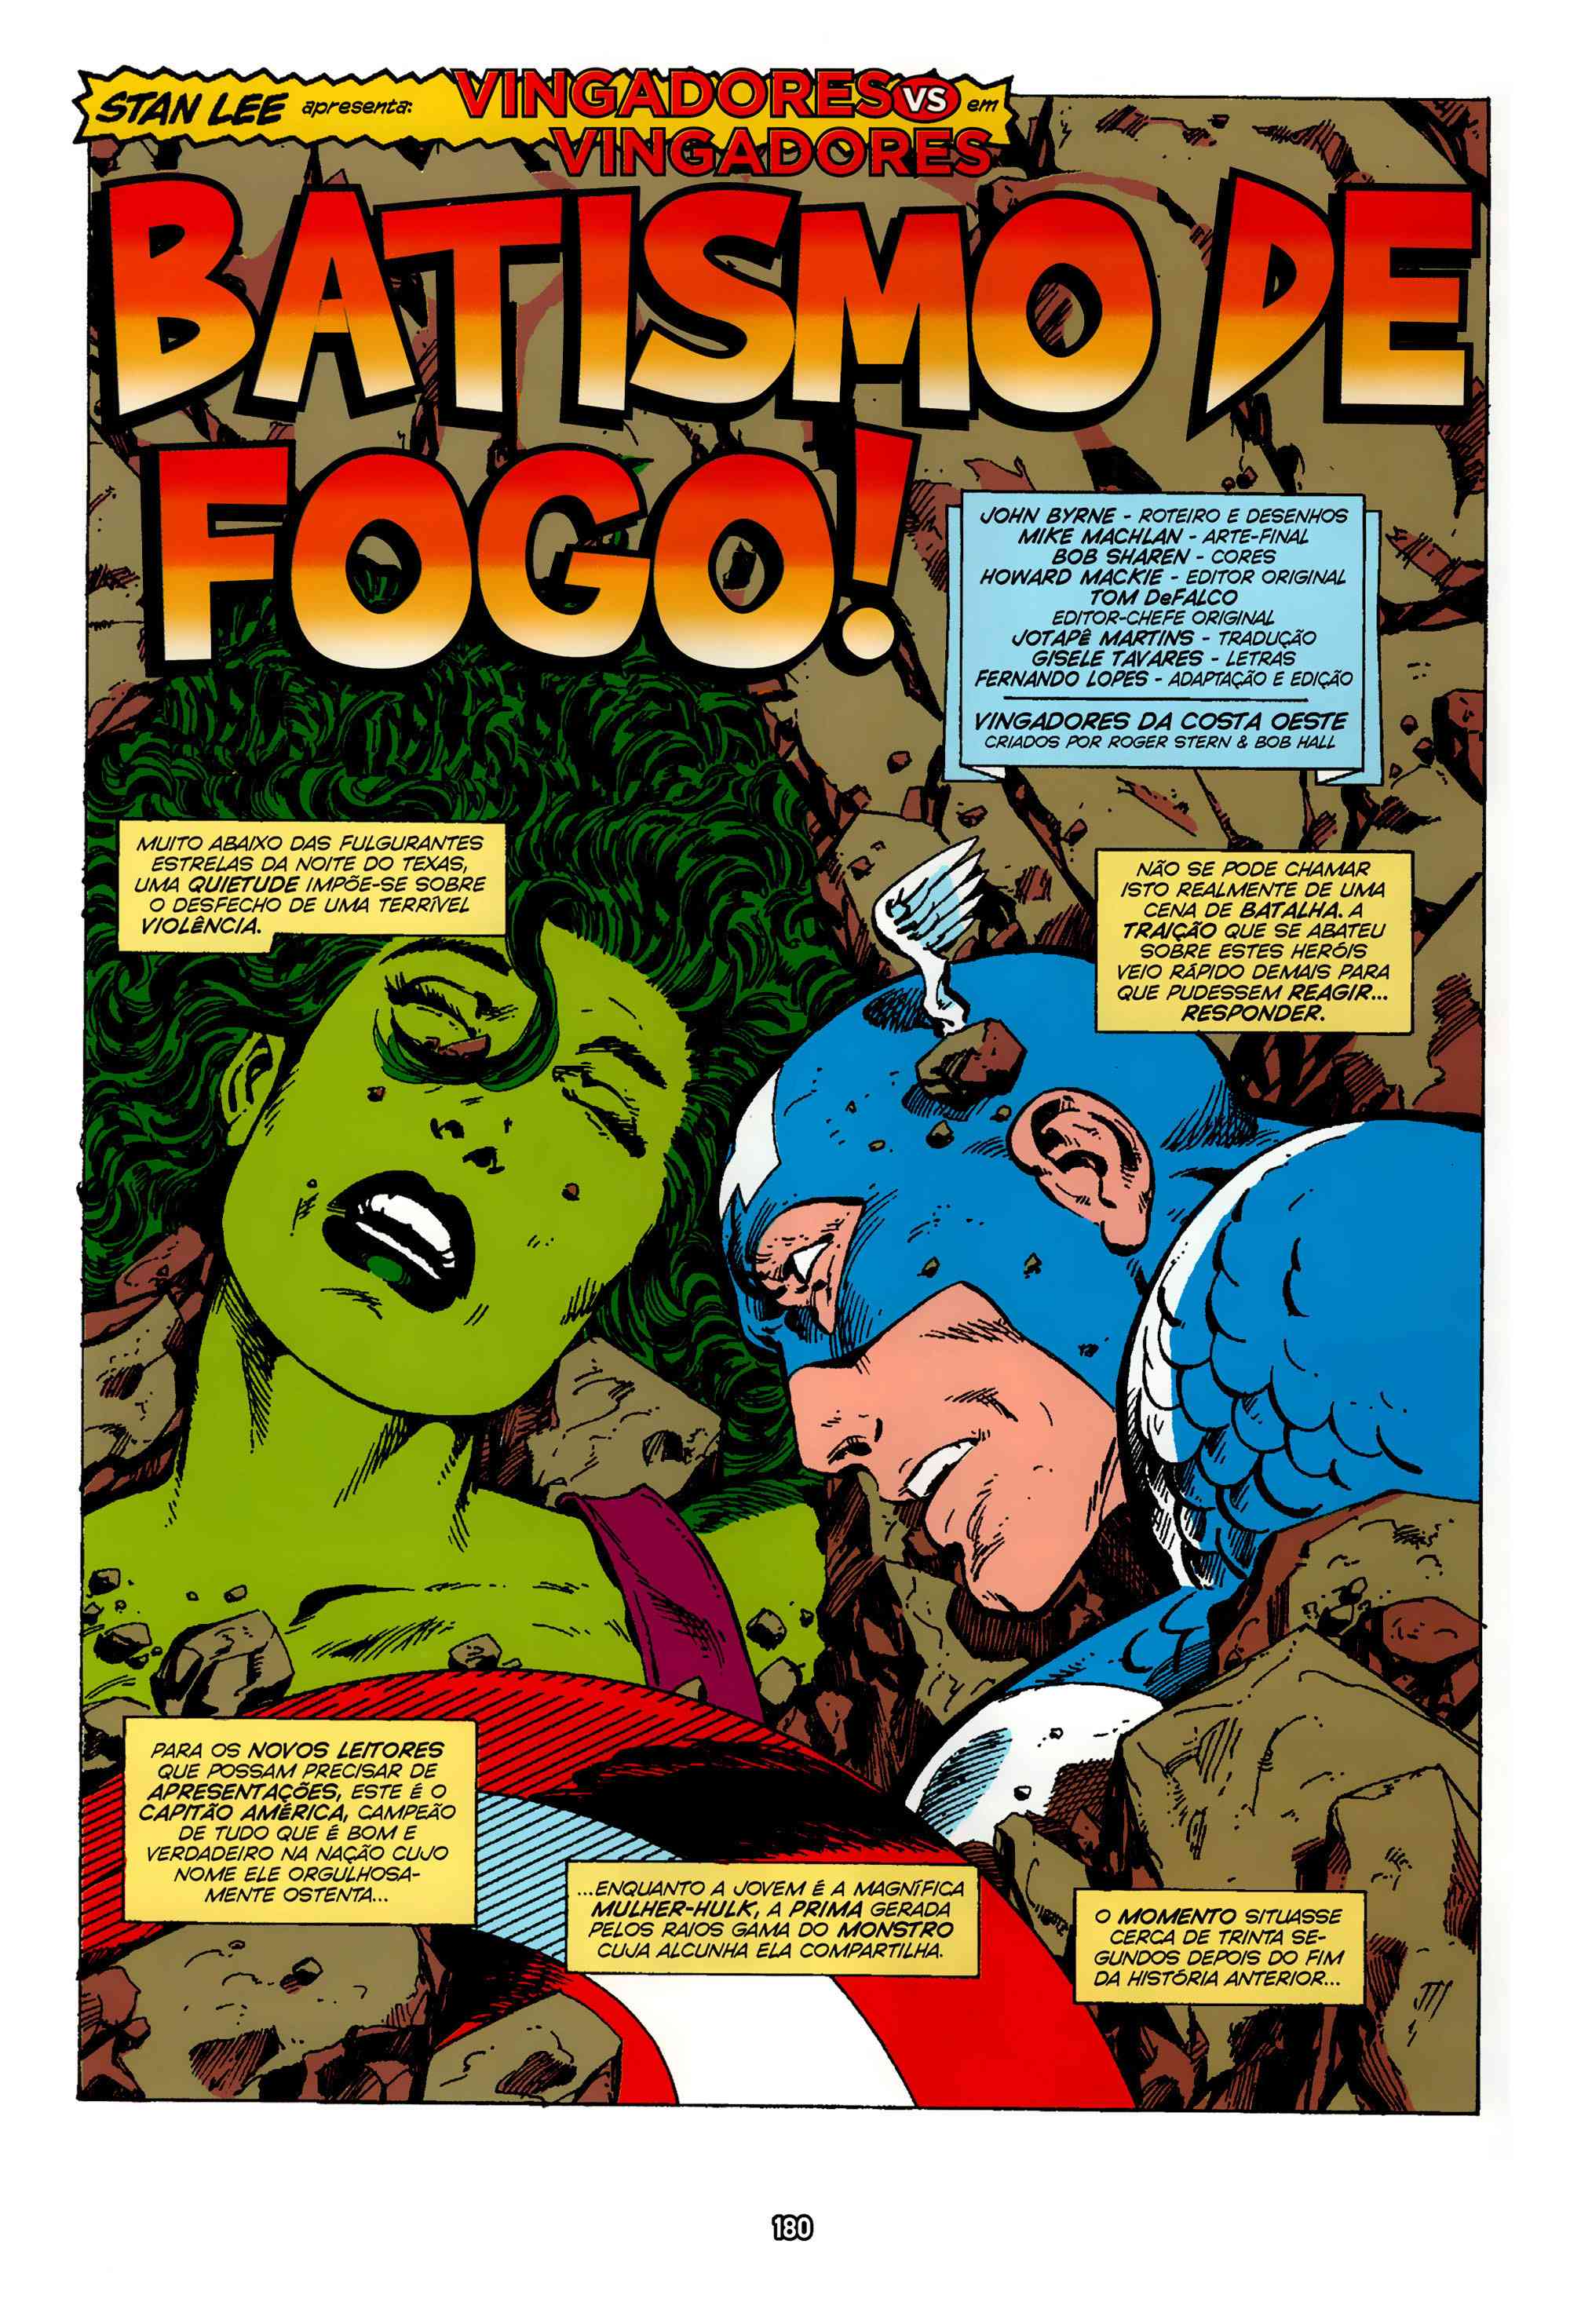 STAN LEE apresenta: VINGADORES VS em
VINGADORES
BATISMO DE
FOGO!
JOHN BYRNE - ROTEIRO E DESENHOS
MIKE MACHLAN - ARTE-FINAL
BOB SHAREN - CORES
HOWARD MACKIE - EDITOR ORIGINAL
TOM DeFALCO
EDITOR-CHEFE ORIGINAL
JOTAPÊ MARTINS - TRADUÇÃO
GISELE TAVARES - LETRAS
FERNANDO LOPES - ADAPTAÇÃO E EDIÇÃO
VINGADORES DA COSTA OESTE
CRIADOS POR ROGER STERN & BOB HALL
MUITO ABAIXO DAS FULGURANTES
ESTRELAS DA NOITE DO TEXAS,
UMA QUIETUDE IMPÕE-SE SOBRE
O DESFECHO DE UMA TERRÍVEL
VIOLÊNCIA.
NÃO SE PODE CHAMAR
ISTO REALMENTE DE UMA
CENA DE BATALHA. A
TRAIÇÃO QUE SE ABATEU
SOBRE ESTES HERÓIS
VEIO RÁPIDO DEMAIS PARA
QUE PUDESSEM REAGIR...
RESPONDER.
PARA OS NOVOS LEITORES
QUE POSSAM PRECISAR DE
APRESENTAÇÕES, ESTE É O
CAPITÃO AMÉRICA, CAMPEÃO
DE TUDO QUE É BOM E
VERDADEIRO NA NAÇÃO CUJO
NOME ELE ORGULHOSA-
MENTE OSTENTA...
...ENQUANTO A JOVEM É A MAGNÍFICA
MULHER-HULK, A PRIMA GERADA
PELOS RAIOS GAMA DO MONSTRO
CUJA ALCUNHA ELA COMPARTILHA.
O MOMENTO SITUASSE
CERCA DE TRINTA SE-
GUNDOS DEPOIS DO FIM
DA HISTÓRIA ANTERIOR...
180